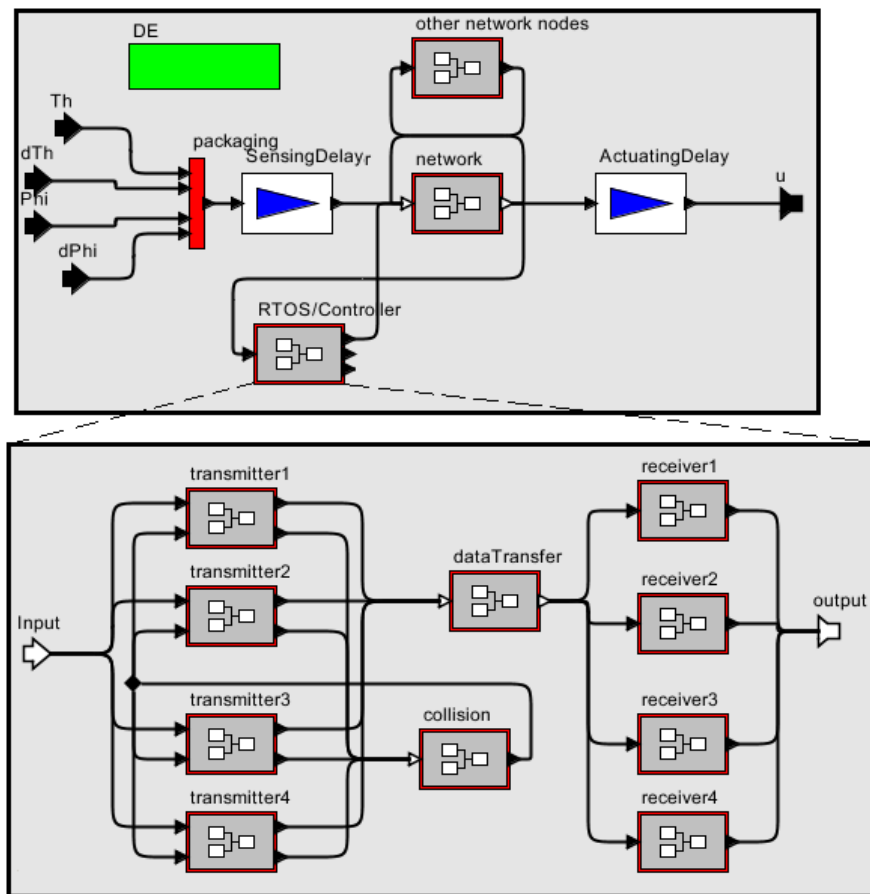 other network nodes
DE
Th
packaging
dTh
SensingDelay
r
network
ActuatingDelay
u
Phi
dPhi
RTOS/Controller
transmitter1
receiver1
dataTransfer
transmitter2
receiver2
output
Input
transmitter3
collision
receiver3
transmitter4
receiver4